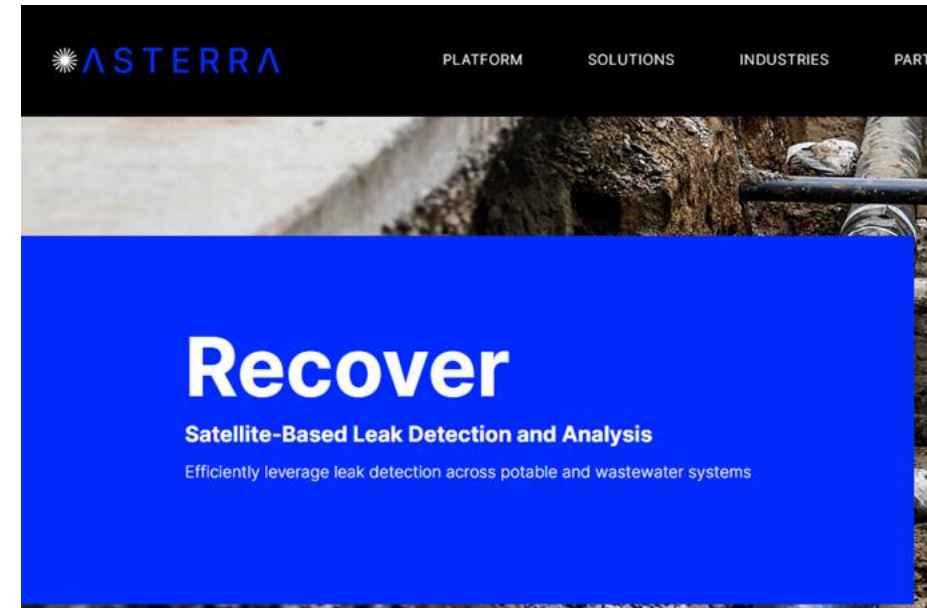 ASTERRA
PLATFORM SOLUTIONS INDUSTRIES PART
Recover
Satellite-Based Leak Detection and Analysis
Efficiently leverage leak detection across potable and wastewater systems